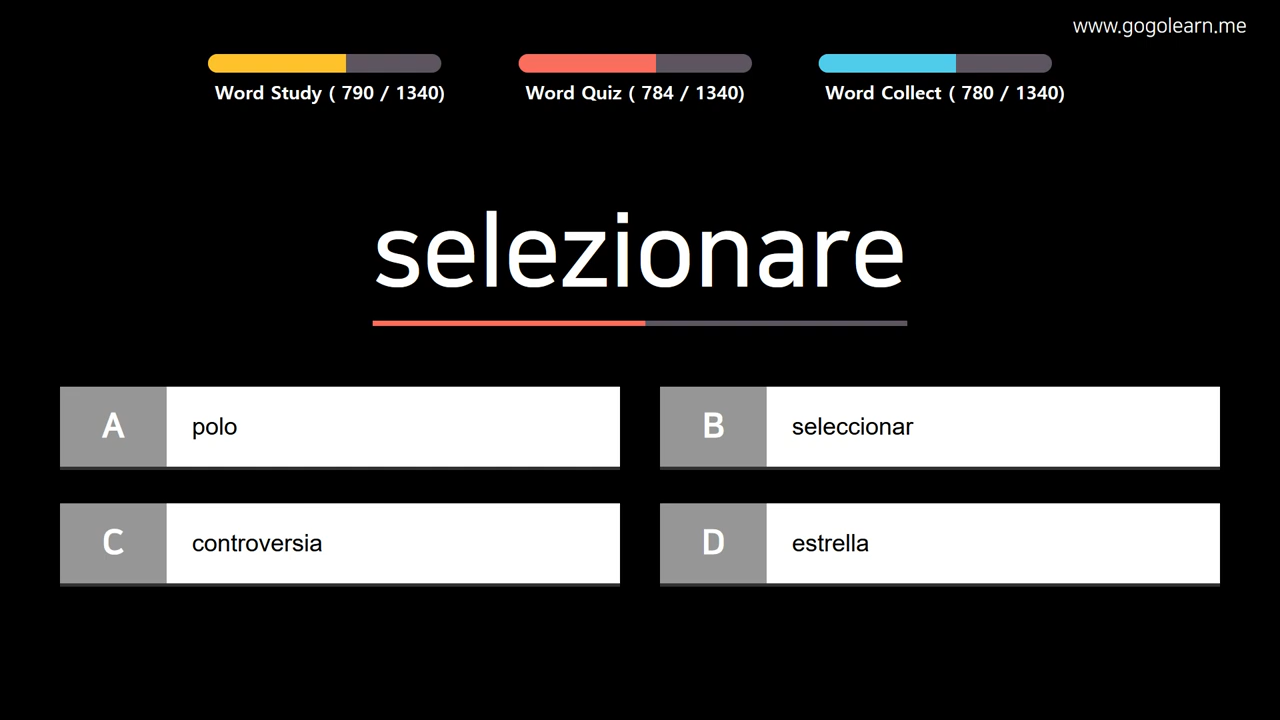 www.gogolearn.me
Word Study ( 790 / 1340)
Word Quiz ( 784 / 1340)
Word Collect ( 780 / 1340)
selezionare
A polo
B seleccionar
C controversia
D estrella